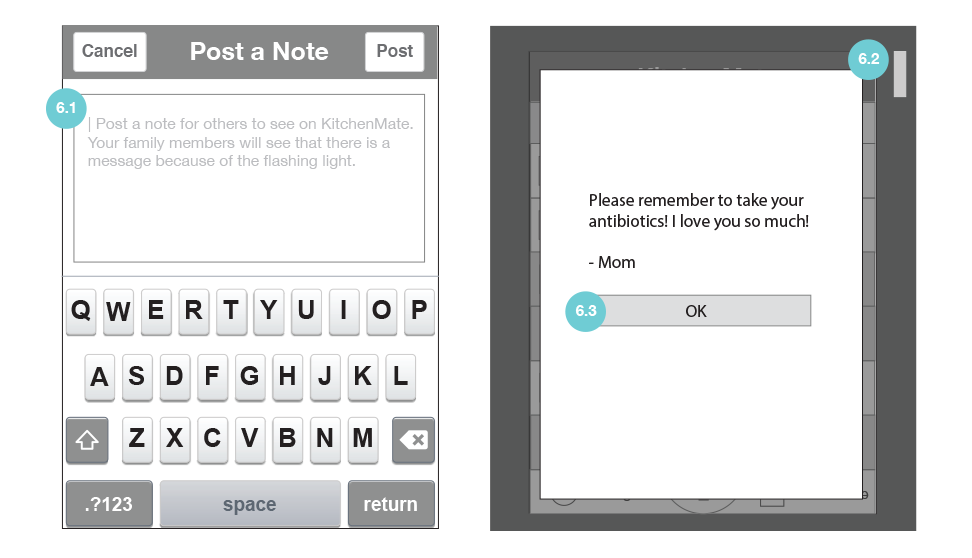 Cancel Post a Note Post
6.1
Post a note for others to see on KitchenMate.
Your family members will see that there is a
message because of the flashing light.
Q W E R T Y U I O P
A S D F G H J K L
Z X C V B N M
.?123 space return
6.2
Please remember to take your
antibiotics! I love you so much!
- Mom
6.3 OK